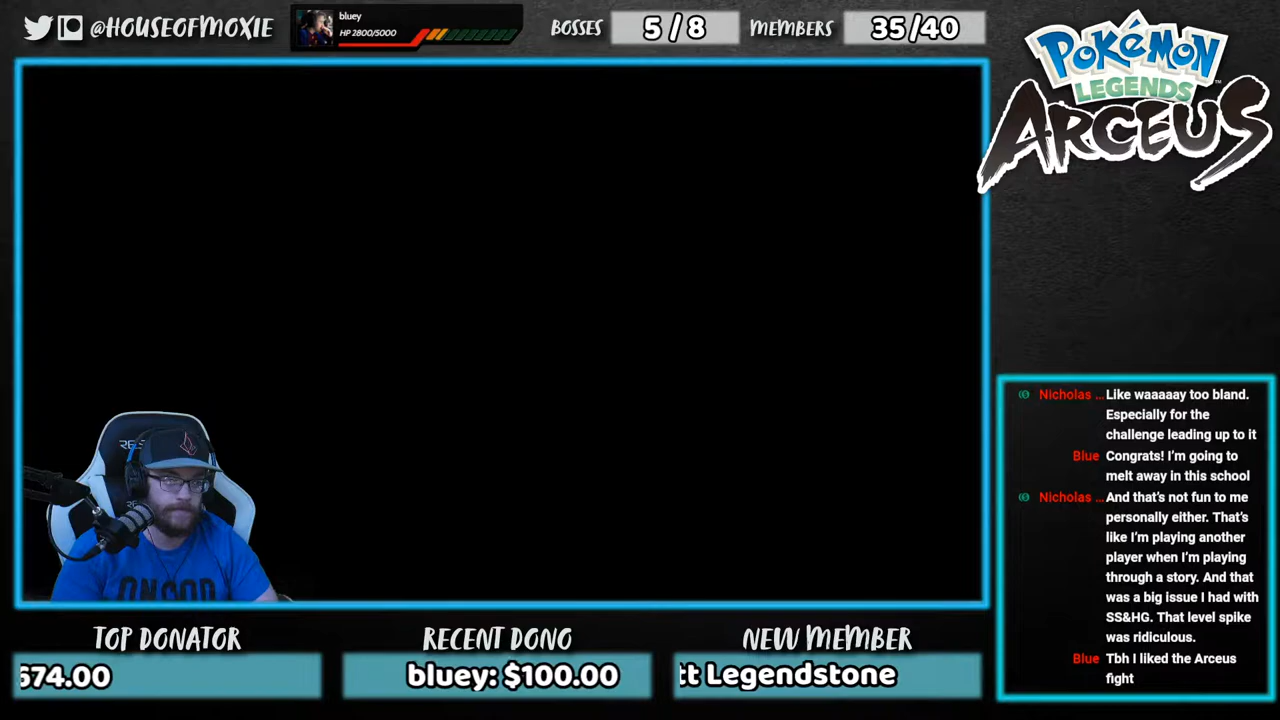 @HOUSEOFMOXIE
bluey
HP 2800/5000
BOSSES
5 / 8
MEMBERS
35/40
POKéMON
LEGENDS
ARCEUS
Nicholas ... Like waaaaay too bland.
Especially for the
challenge leading up to it
Blue Congrats! I'm going to
melt away in this school
Nicholas ... And that's not fun to me
personally either. That's
like I'm playing another
player when I'm playing
through a story. And that
was a big issue I had with
SS&HG. That level spike
was ridiculous.
Blue Tbh I liked the Arceus
fight
TOP DONATOR
674.00
RECENT DONO
bluey: $100.00
NEW MEMBER
tt Legendstone